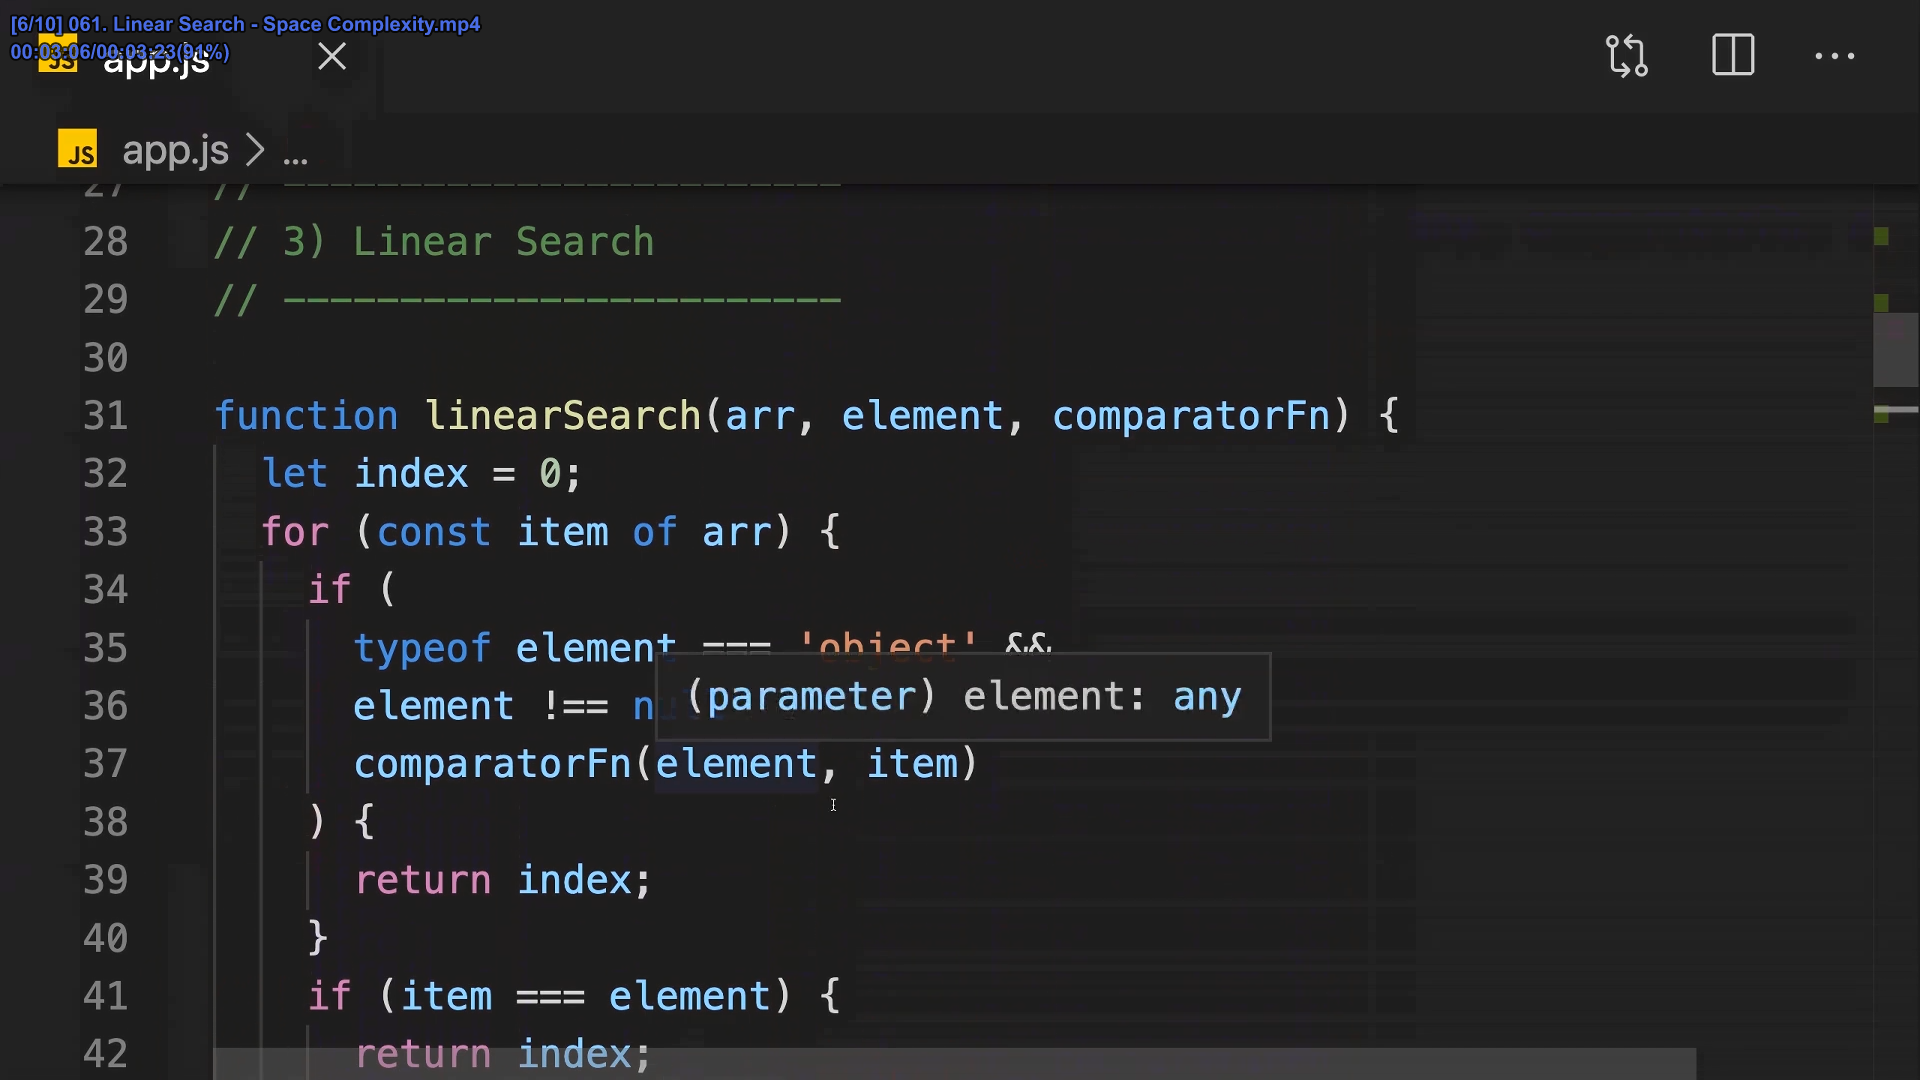 [6/10] 061. Linear Search - Space Complexity.mp4
00:03:06/00:03:23(91%)
JS app.js
JS app.js > ...
27 // ------------------------
28 // 3) Linear Search
29 // ------------------------
30
31 function linearSearch(arr, element, comparatorFn) {
32 let index = 0;
33 for (const item of arr) {
34 if (
35 typeof element === 'object' &&
36 element !==
(parameter) element: any
37 comparatorFn(element, item)
38 ) {
39 return index;
40 }
41 if (item === element) {
42 return index;